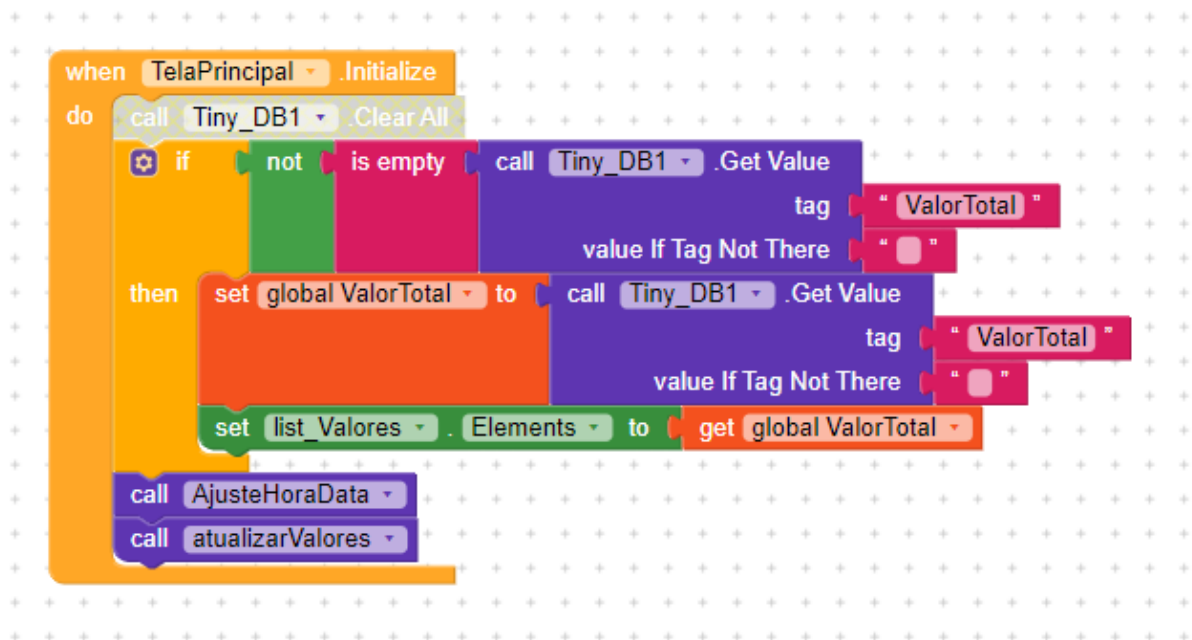 when TelaPrincipal .Initialize
do call Tiny_DB1 .Clear All
if not is empty call Tiny_DB1 .Get Value
tag “ ValorTotal ”
value If Tag Not There “ ”
then set global ValorTotal to call Tiny_DB1 .Get Value
tag “ ValorTotal ”
value If Tag Not There “ ”
set list_Valores . Elements to get global ValorTotal
call AjusteHoraData
call atualizarValores